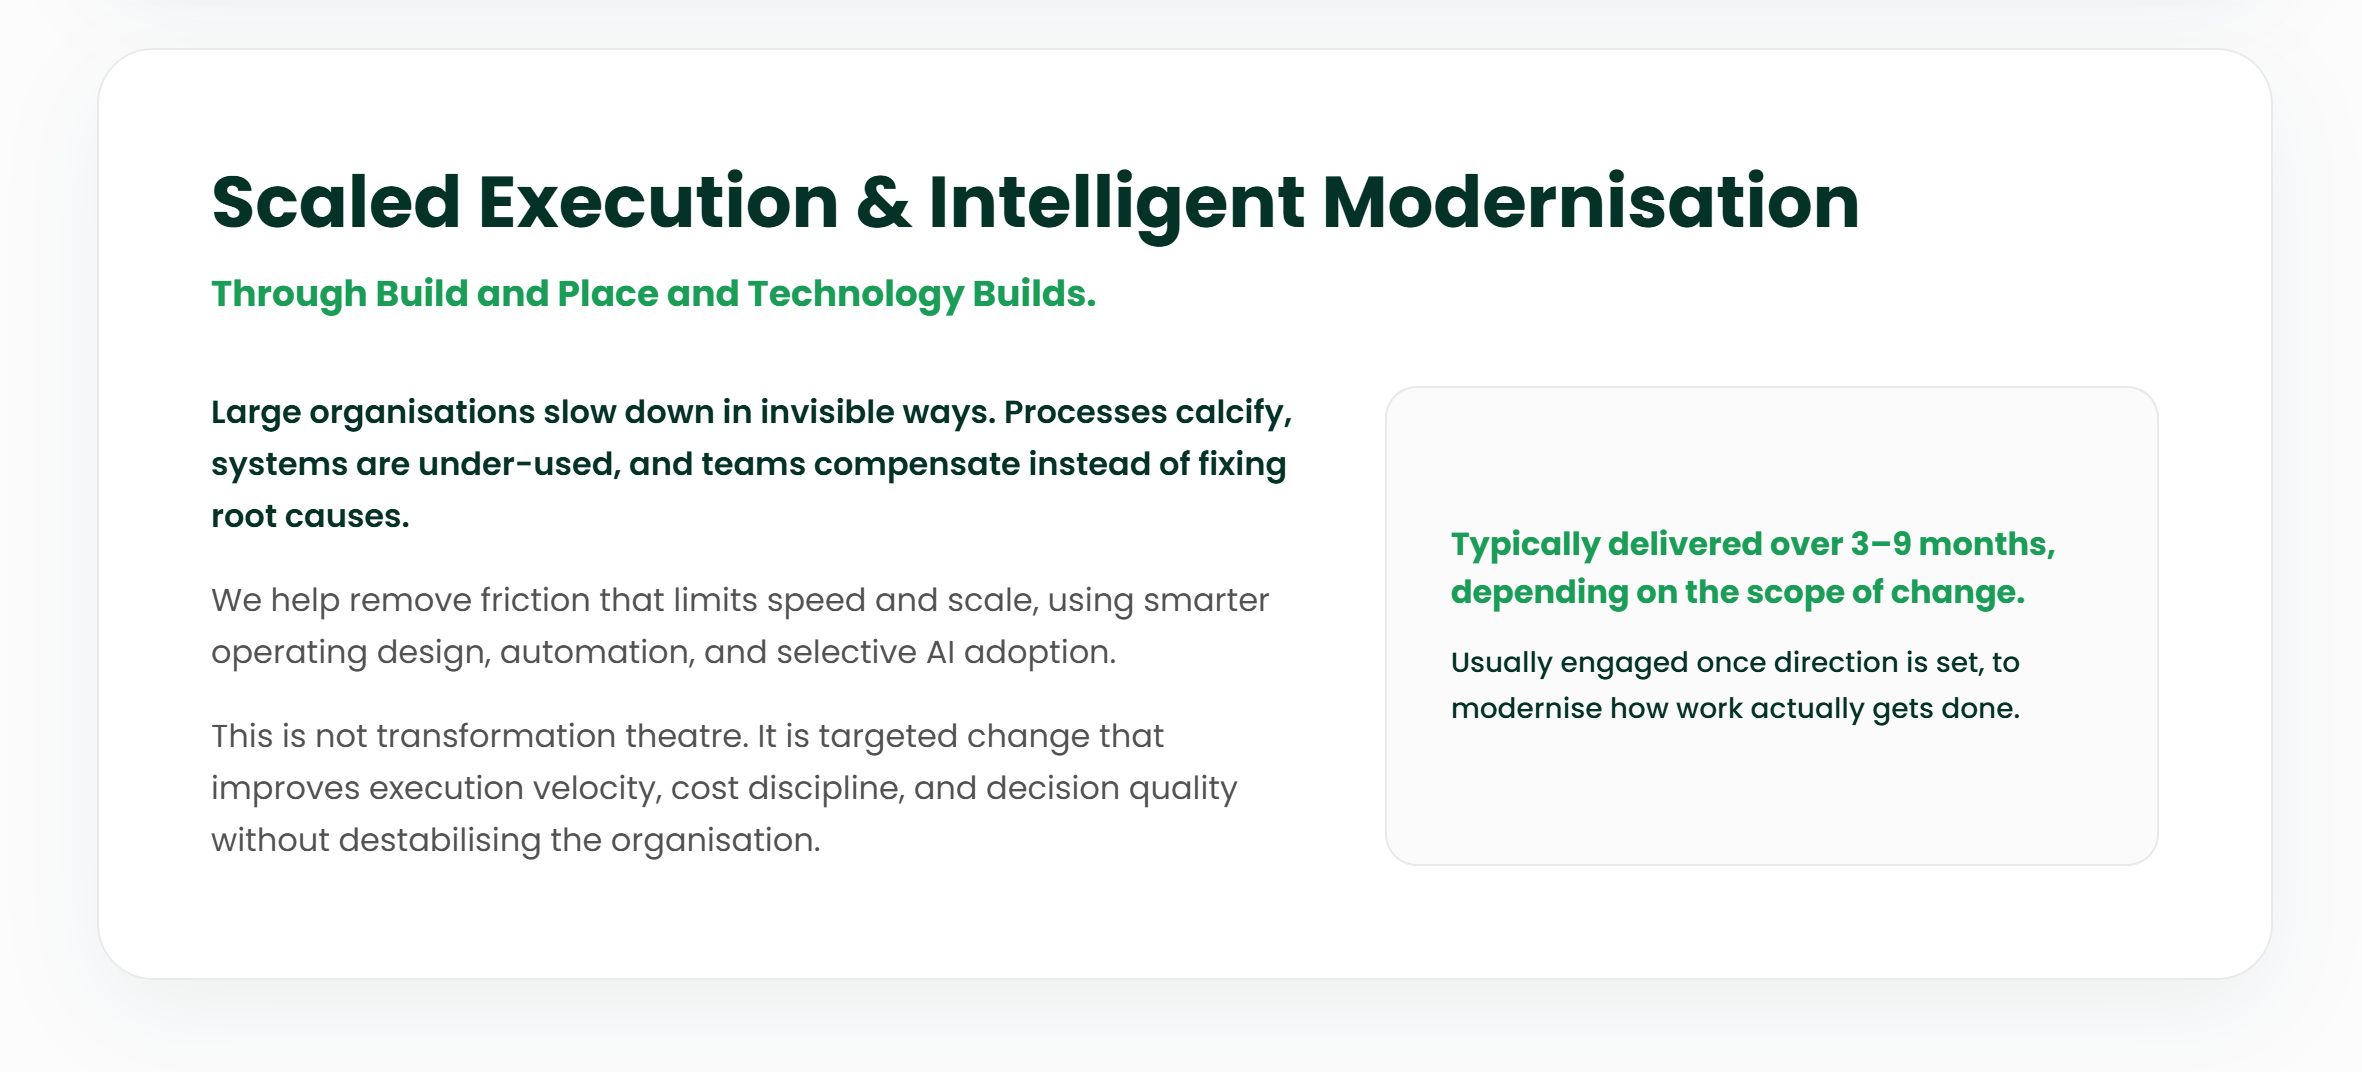 Scaled Execution & Intelligent Modernisation
Through Build and Place and Technology Builds.
Large organisations slow down in invisible ways. Processes calcify,
systems are under-used, and teams compensate instead of fixing
root causes.
We help remove friction that limits speed and scale, using smarter
operating design, automation, and selective AI adoption.
This is not transformation theatre. It is targeted change that
improves execution velocity, cost discipline, and decision quality
without destabilising the organisation.
Typically delivered over 3–9 months,
depending on the scope of change.
Usually engaged once direction is set, to
modernise how work actually gets done.